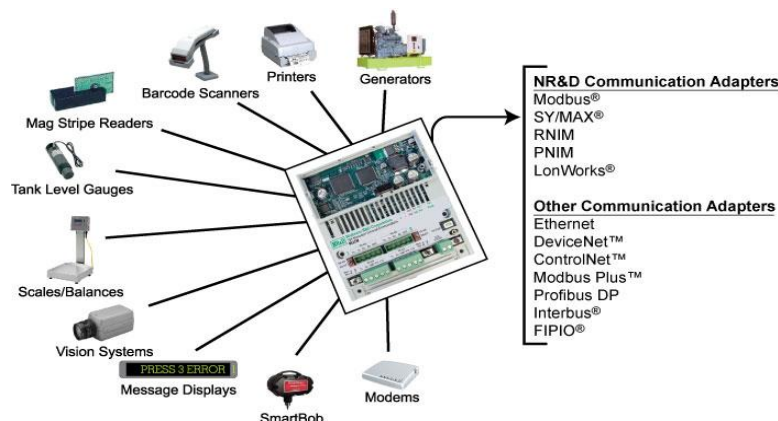 Printers
Generators
Barcode Scanners
Mag Stripe Readers
Tank Level Gauges
Scales/Balances
Vision Systems
PRESS 3 ERROR
Message Displays
SmartBob
Modems
NR&D Communication Adapters
Modbus®
SY/MAX®
RNIM
PNIM
LonWorks®
Other Communication Adapters
Ethernet
DeviceNet™
ControlNet™
Modbus Plus™
Profibus DP
Interbus®
FIPIO®